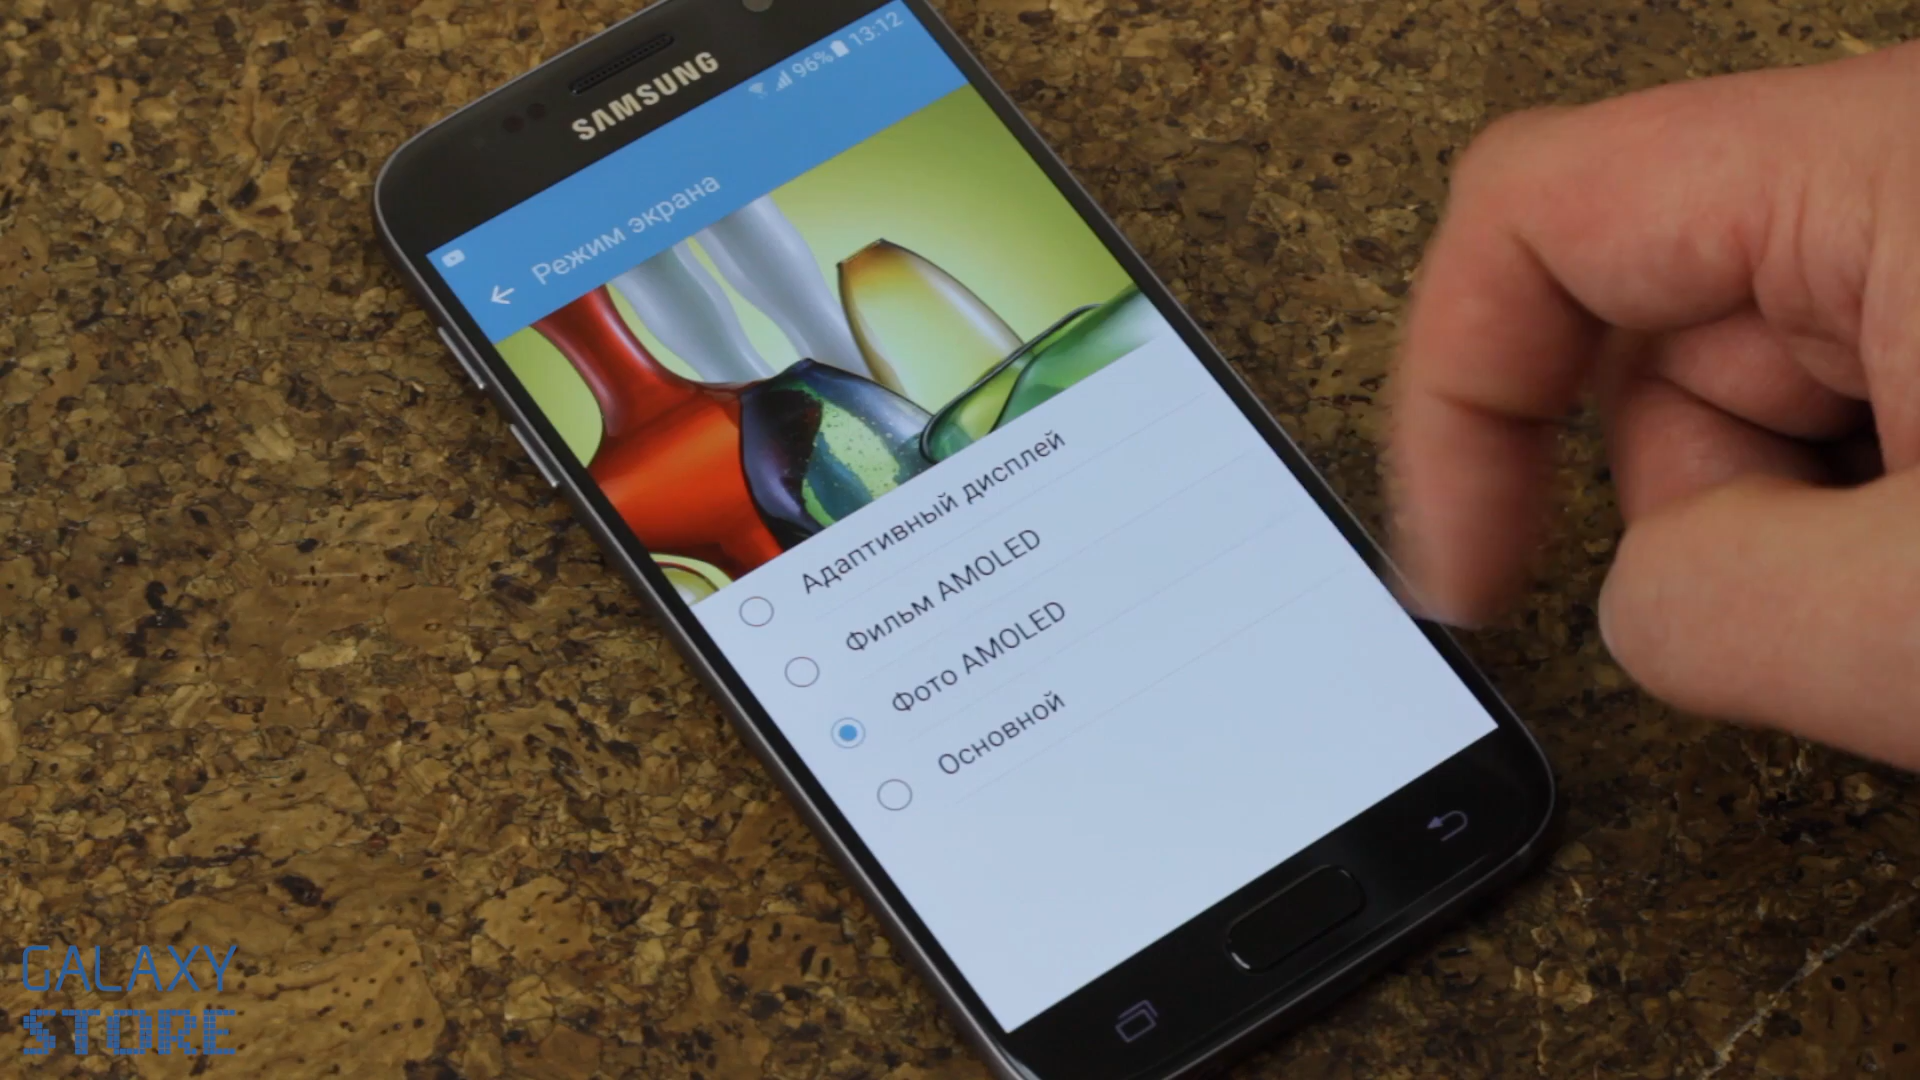 SAMSUNG
96% 13:12
Режим экрана
Адаптивный дисплей
Фильм AMOLED
Фото AMOLED
Основной
GALAXY
STORE